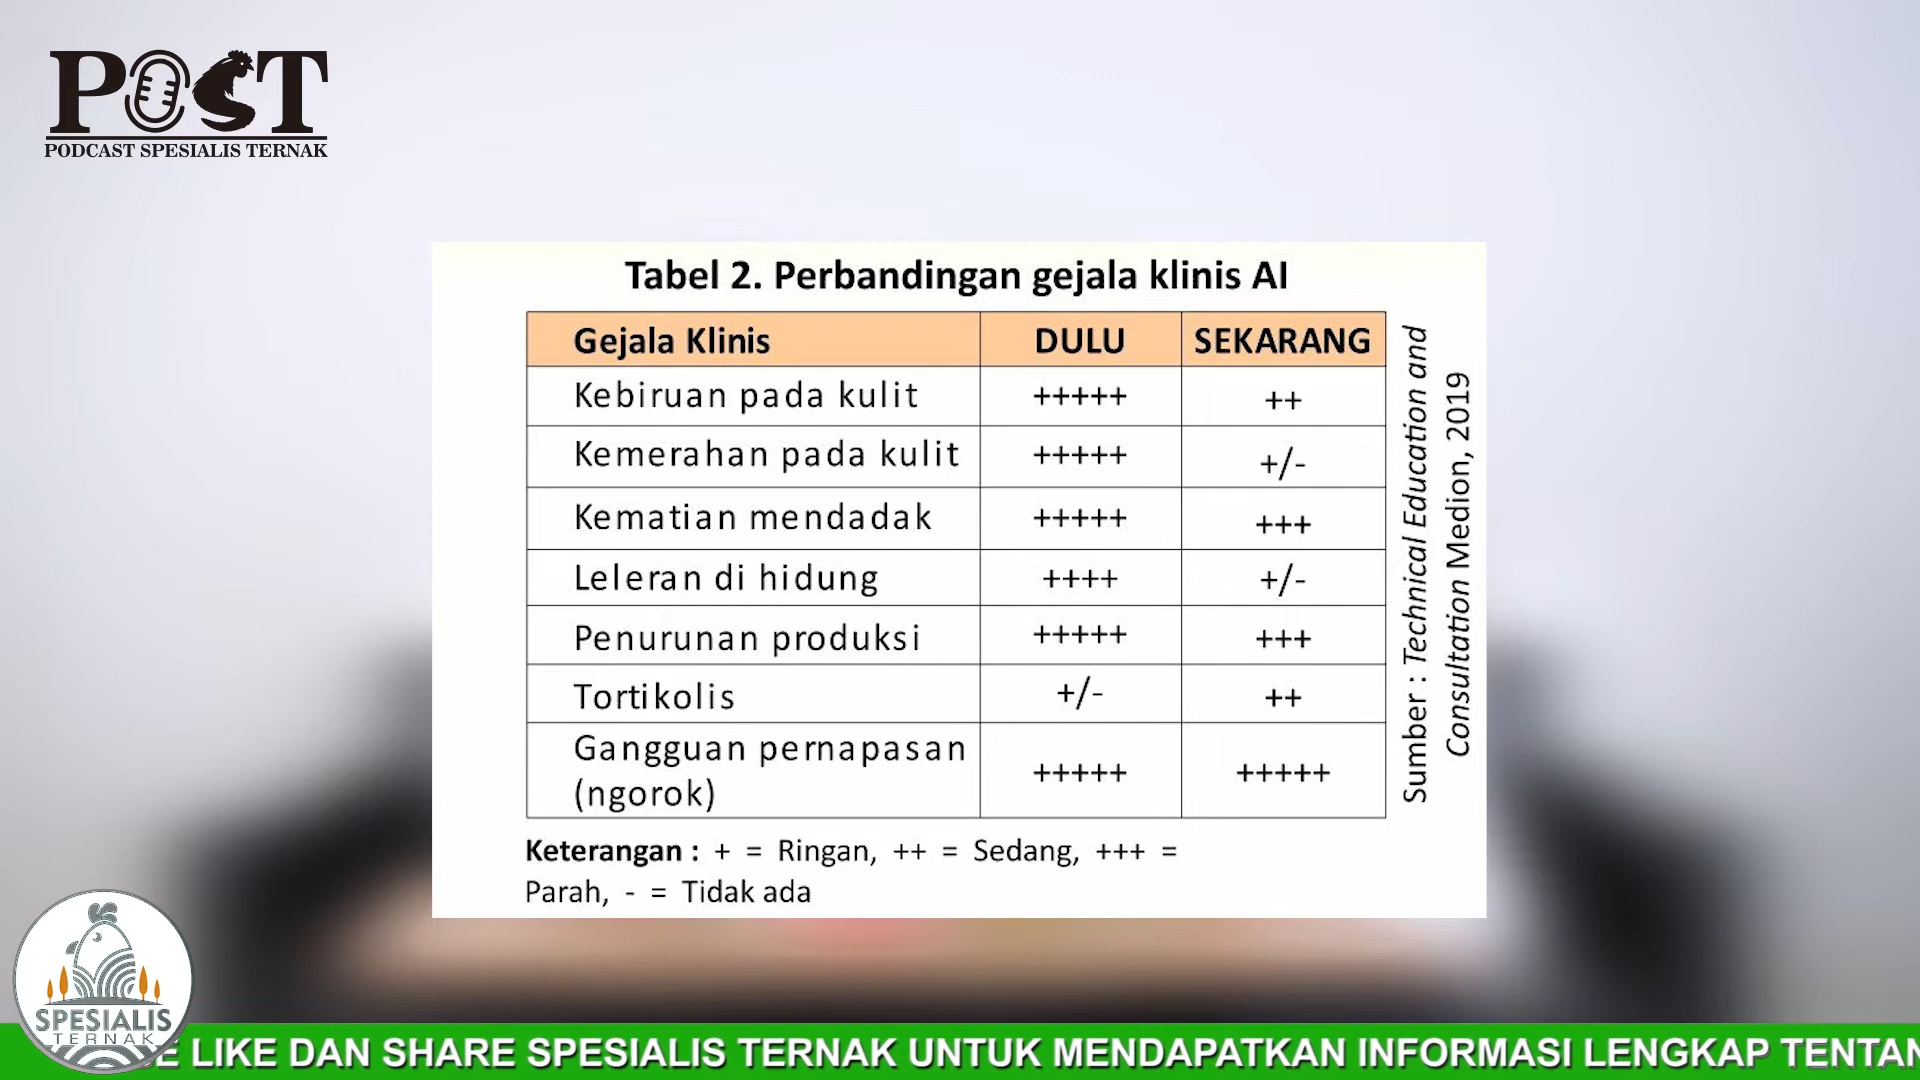 POST
PODCAST SPESIALIS TERNAK
Tabel 2. Perbandingan gejala klinis AI
Gejala Klinis DULU SEKARANG
Kebiruan pada kulit +++++ ++
Kemerahan pada kulit +++++ +/-
Kematian mendadak +++++ +++
Leleran di hidung ++++ +/-
Penurunan produksi +++++ +++
Tortikolis +/- ++
Gangguan pernapasan
(ngorok) +++++ +++++
Keterangan : + = Ringan, ++ = Sedang, +++ =
Parah, - = Tidak ada
Sumber : Technical Education and
Consultation Medion, 2019
SPESIALIS
TERNAK
E LIKE DAN SHARE SPESIALIS TERNAK UNTUK MENDAPATKAN INFORMASI LENGKAP TENTAN